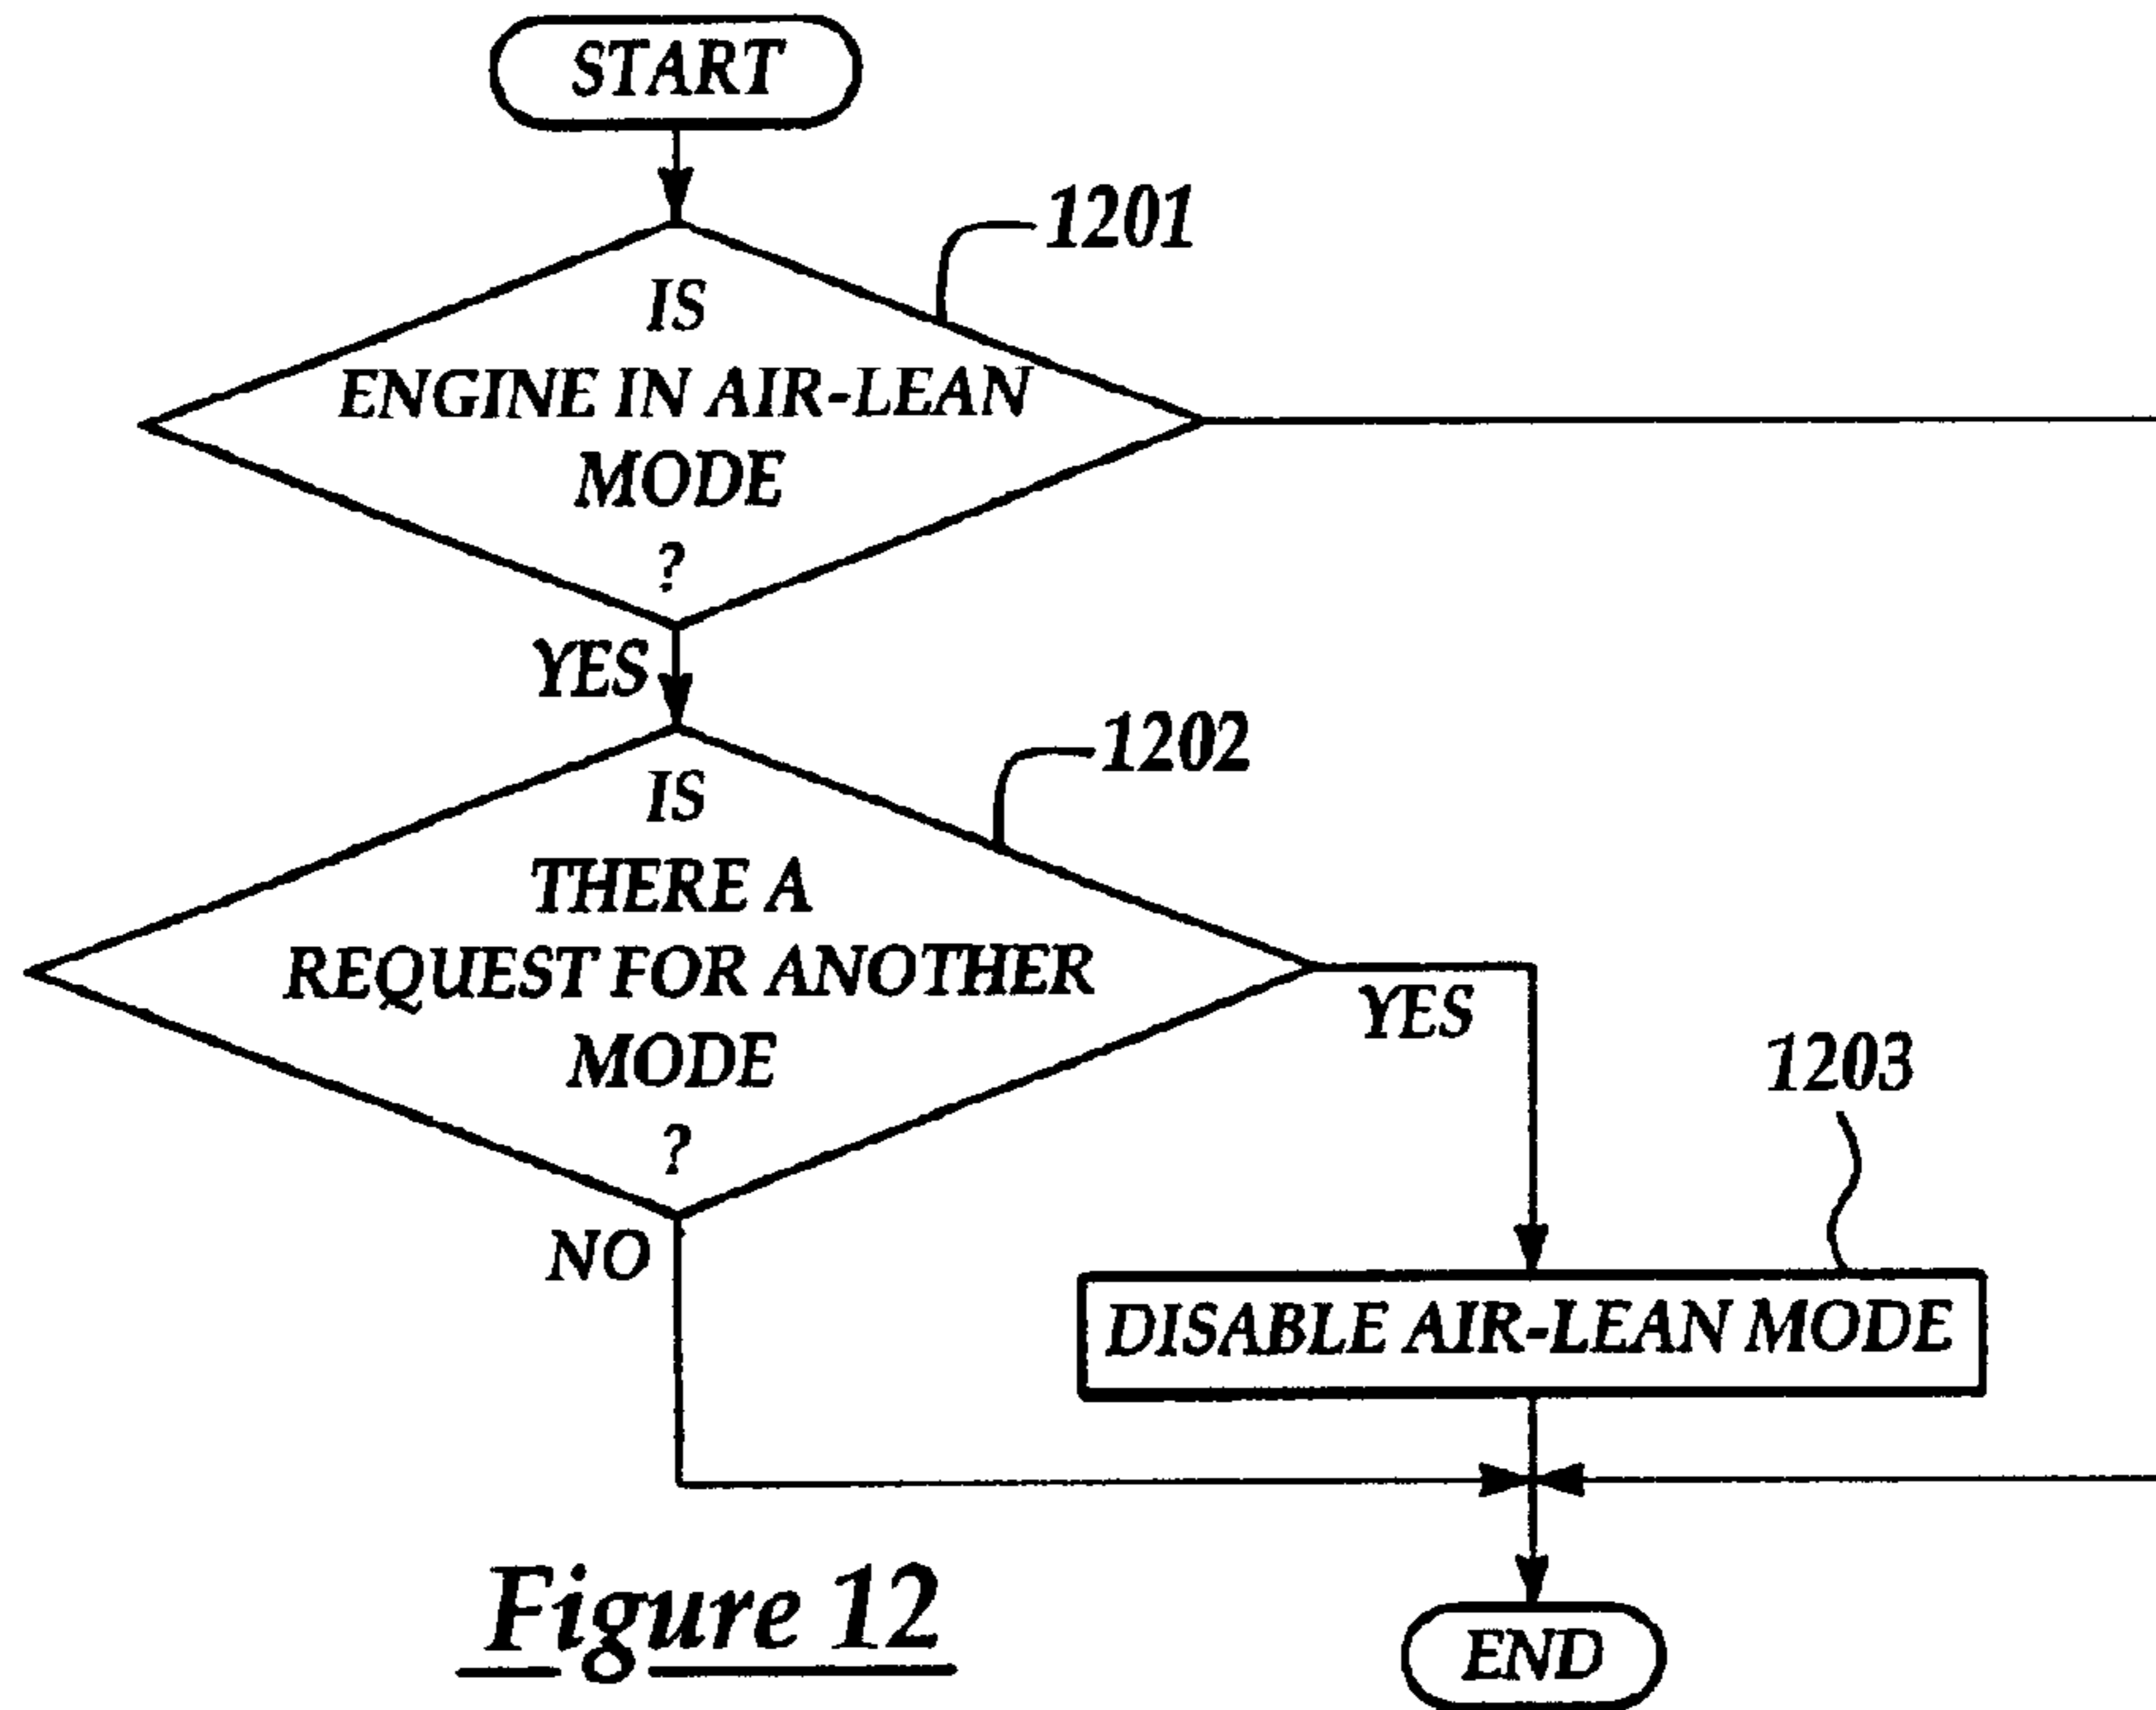 START
1201
IS
ENGINE IN AIR-LEAN
MODE
?
YES
1202
IS
THERE A
REQUEST FOR ANOTHER
MODE
?
YES
1203
NO
DISABLE AIR-LEAN MODE
Figure 12
END